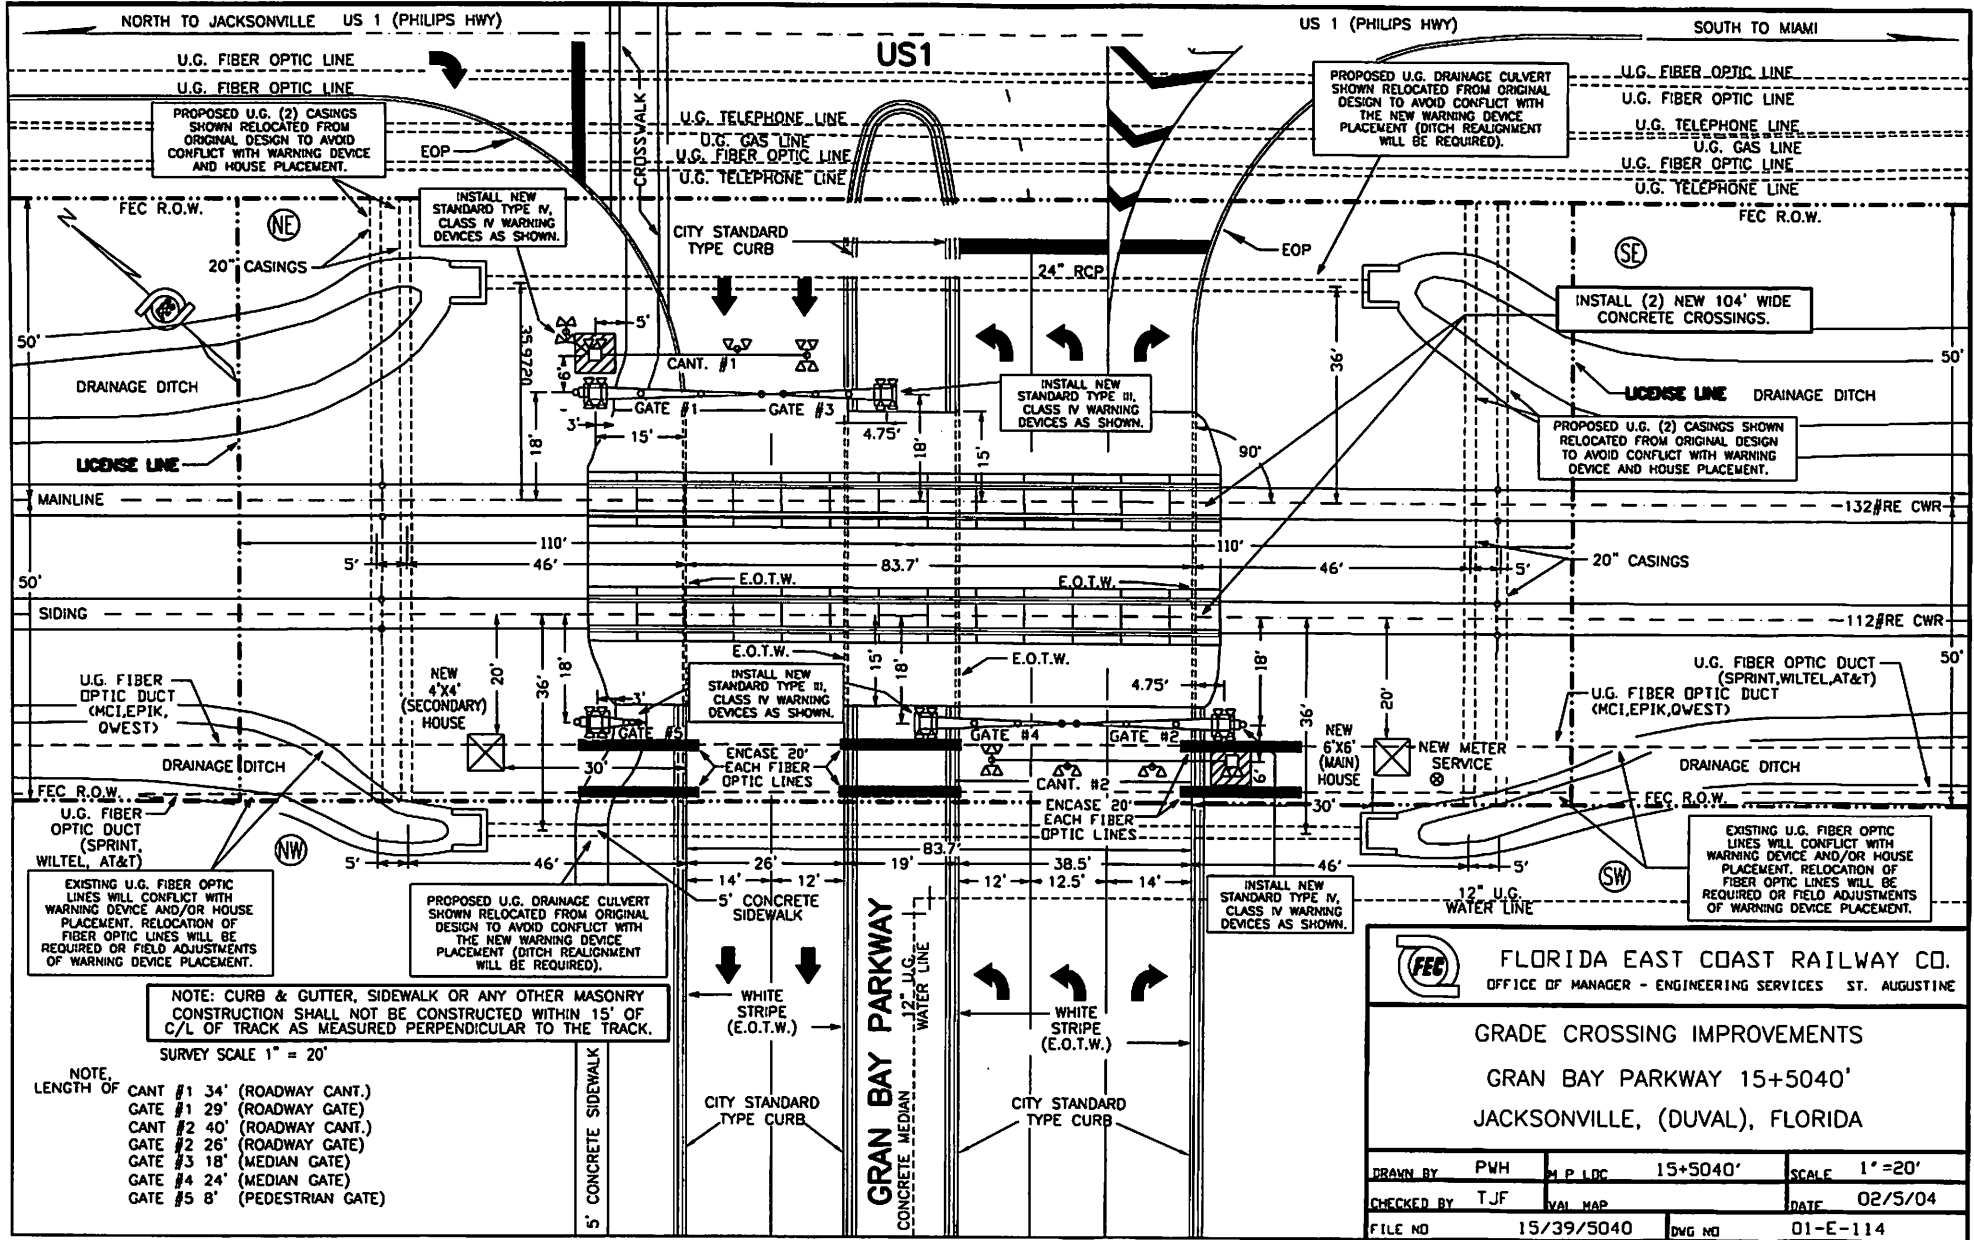 NORTH TO JACKSONVILLE US 1 (PHILIPS HWY)
US1
US 1 (PHILIPS HWY)
SOUTH TO MIAMI
U.G. FIBER OPTIC LINE
U.G. FIBER OPTIC LINE
PROPOSED U.G. (2) CASINGS
SHOWN RELOCATED FROM
ORIGINAL DESIGN TO AVOID
CONFLICT WITH WARNING DEVICE
AND HOUSE PLACEMENT.
EOP
CROSSWALK
U.G. TELEPHONE LINE
U.G. GAS LINE
U.G. FIBER OPTIC LINE
U.G. TELEPHONE LINE
PROPOSED U.G. DRAINAGE CULVERT
SHOWN RELOCATED FROM ORIGINAL
DESIGN TO AVOID CONFLICT WITH
THE NEW WARNING DEVICE
PLACEMENT (DITCH REALIGNMENT
WILL BE REQUIRED).
U.G. FIBER OPTIC LINE
U.G. FIBER OPTIC LINE
U.G. TELEPHONE LINE
U.G. GAS LINE
U.G. FIBER OPTIC LINE
U.G. TELEPHONE LINE
FEC R.O.W.
NE
N
20" CASINGS
INSTALL NEW
STANDARD TYPE IV,
CLASS IV WARNING
DEVICES AS SHOWN.
CITY STANDARD
TYPE CURB
24" RCP
EOP
FEC R.O.W.
SE
INSTALL (2) NEW 104' WIDE
CONCRETE CROSSINGS.
50'
DRAINAGE DITCH
LICENSE LINE
35.9720
5'
6'
CANT. #1
GATE #1
GATE #3
3'
15'
18'
4.75'
18'
15'
INSTALL NEW
STANDARD TYPE III,
CLASS IV WARNING
DEVICES AS SHOWN.
36'
90'
50'
LICENSE LINE
DRAINAGE DITCH
PROPOSED U.G. (2) CASINGS SHOWN
RELOCATED FROM ORIGINAL DESIGN
TO AVOID CONFLICT WITH WARNING
DEVICE AND HOUSE PLACEMENT.
MAINLINE
132#RE CWR
110'
110'
5'
46'
83.7'
46'
5'
20" CASINGS
50'
E.O.T.W.
E.O.T.W.
SIDING
112#RE CWR
50'
20'
36'
18'
E.O.T.W.
15'
18'
E.O.T.W.
18'
36'
20'
U.G. FIBER
OPTIC DUCT
(MCI,EPIK,
QWEST)
NEW
4'X4'
(SECONDARY)
HOUSE
3'
INSTALL NEW
STANDARD TYPE III,
CLASS IV WARNING
DEVICES AS SHOWN.
4.75'
U.G. FIBER OPTIC DUCT
(SPRINT,WILTEL,AT&T)
U.G. FIBER OPTIC DUCT
(MCI,EPIK,QWEST)
GATE #5
GATE #4
GATE #2
NEW
6'X6'
(MAIN)
HOUSE
NEW METER
SERVICE
DRAINAGE DITCH
30'
ENCASE 20'
EACH FIBER
OPTIC LINES
CANT. #2
6'
DRAINAGE DITCH
FEC R.O.W.
ENCASE 20'
EACH FIBER
OPTIC LINES
30'
FEC R.O.W.
U.G. FIBER
OPTIC DUCT
(SPRINT,
WILTEL, AT&T)
NW
5'
46'
83.7'
26'
19'
38.5'
46'
5'
14'
12'
12'
12.5'
14'
SW
EXISTING U.G. FIBER OPTIC
LINES WILL CONFLICT WITH
WARNING DEVICE AND/OR HOUSE
PLACEMENT. RELOCATION OF
FIBER OPTIC LINES WILL BE
REQUIRED OR FIELD ADJUSTMENTS
OF WARNING DEVICE PLACEMENT.
PROPOSED U.G. DRAINAGE CULVERT
SHOWN RELOCATED FROM ORIGINAL
DESIGN TO AVOID CONFLICT WITH
THE NEW WARNING DEVICE
PLACEMENT (DITCH REALIGNMENT
WILL BE REQUIRED).
5' CONCRETE
SIDEWALK
INSTALL NEW
STANDARD TYPE IV,
CLASS IV WARNING
DEVICES AS SHOWN.
12" U.G.
WATER LINE
EXISTING U.G. FIBER OPTIC
LINES WILL CONFLICT WITH
WARNING DEVICE AND/OR HOUSE
PLACEMENT. RELOCATION OF
FIBER OPTIC LINES WILL BE
REQUIRED OR FIELD ADJUSTMENTS
OF WARNING DEVICE PLACEMENT.
NOTE: CURB & GUTTER, SIDEWALK OR ANY OTHER MASONRY
CONSTRUCTION SHALL NOT BE CONSTRUCTED WITHIN 15' OF
C/L OF TRACK AS MEASURED PERPENDICULAR TO THE TRACK.
SURVEY SCALE 1" = 20'
NOTE,
LENGTH OF CANT #1 34' (ROADWAY CANT.)
GATE #1 29' (ROADWAY GATE)
CANT #2 40' (ROADWAY CANT.)
GATE #2 26' (ROADWAY GATE)
GATE #3 18' (MEDIAN GATE)
GATE #4 24' (MEDIAN GATE)
GATE #5 8' (PEDESTRIAN GATE)
5' CONCRETE SIDEWALK
WHITE
STRIPE
(E.O.T.W.)
CITY STANDARD
TYPE CURB
GRAN BAY PARKWAY
CONCRETE MEDIAN
12" U.G.
WATER LINE
WHITE
STRIPE
(E.O.T.W.)
CITY STANDARD
TYPE CURB
FEC
FLORIDA EAST COAST RAILWAY CO.
OFFICE OF MANAGER - ENGINEERING SERVICES ST. AUGUSTINE
GRADE CROSSING IMPROVEMENTS
GRAN BAY PARKWAY 15+5040'
JACKSONVILLE, (DUVAL), FLORIDA
DRAWN BY PWH M P LOC 15+5040' SCALE 1"=20'
CHECKED BY TJF VAL MAP DATE 02/5/04
FILE NO 15/39/5040 DWG NO 01-E-114